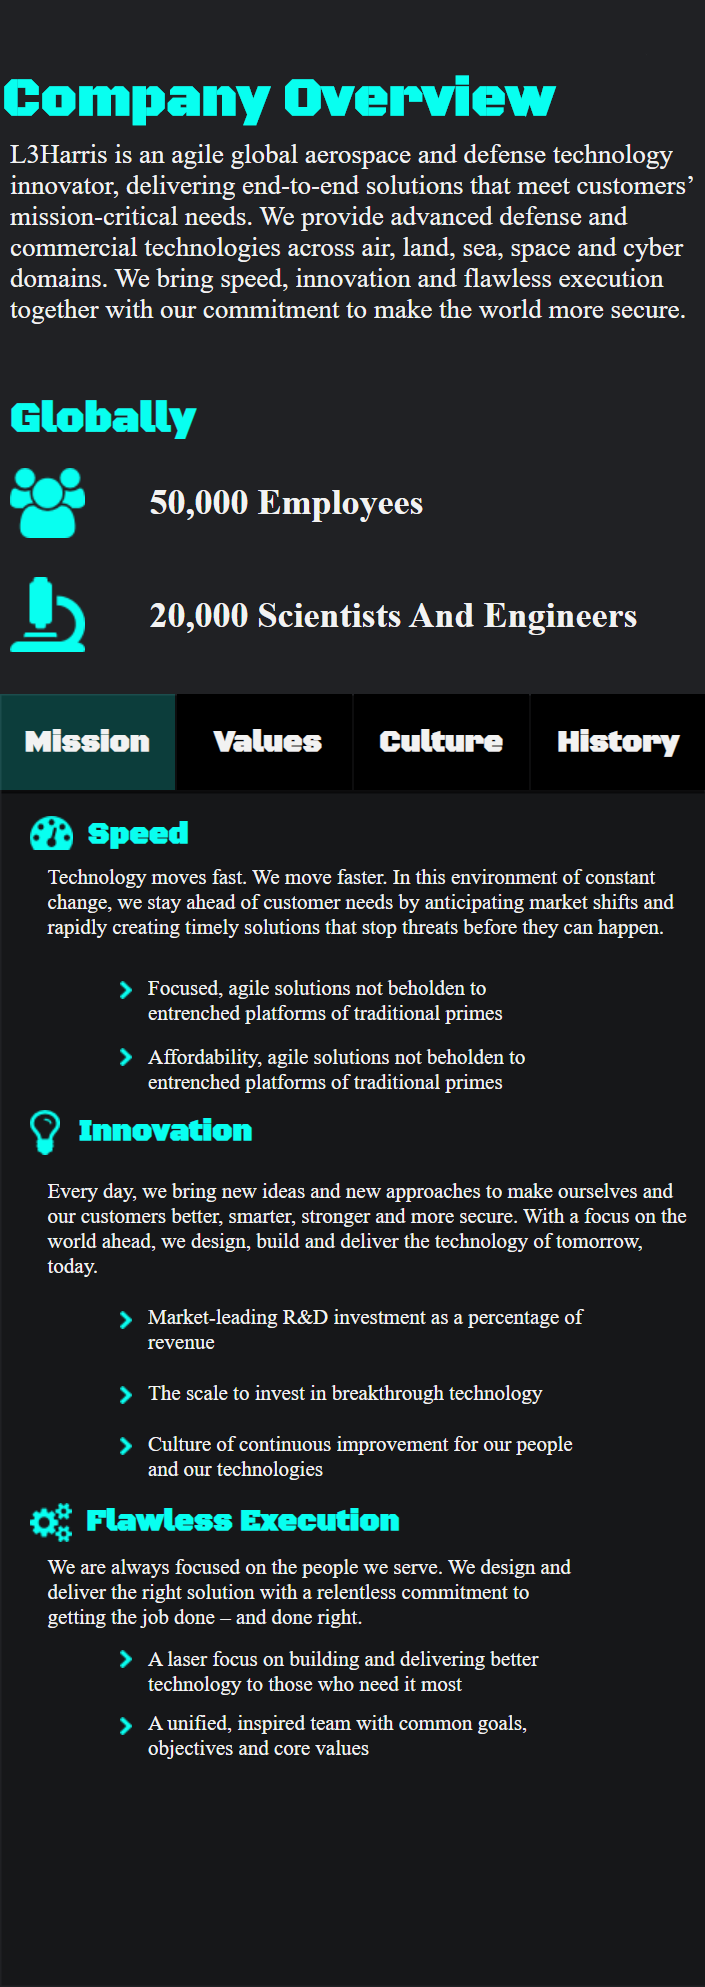 Company Overview
L3Harris is an agile global aerospace and defense technology
innovator, delivering end-to-end solutions that meet customers’
mission-critical needs. We provide advanced defense and
commercial technologies across air, land, sea, space and cyber
domains. We bring speed, innovation and flawless execution
together with our commitment to make the world more secure.
Globally
50,000 Employees
20,000 Scientists And Engineers
Mission Values Culture History
Speed
Technology moves fast. We move faster. In this environment of constant
change, we stay ahead of customer needs by anticipating market shifts and
rapidly creating timely solutions that stop threats before they can happen.
Focused, agile solutions not beholden to
entrenched platforms of traditional primes
Affordability, agile solutions not beholden to
entrenched platforms of traditional primes
Innovation
Every day, we bring new ideas and new approaches to make ourselves and
our customers better, smarter, stronger and more secure. With a focus on the
world ahead, we design, build and deliver the technology of tomorrow,
today.
Market-leading R&D investment as a percentage of
revenue
The scale to invest in breakthrough technology
Culture of continuous improvement for our people
and our technologies
Flawless Execution
We are always focused on the people we serve. We design and
deliver the right solution with a relentless commitment to
getting the job done – and done right.
A laser focus on building and delivering better
technology to those who need it most
A unified, inspired team with common goals,
objectives and core values